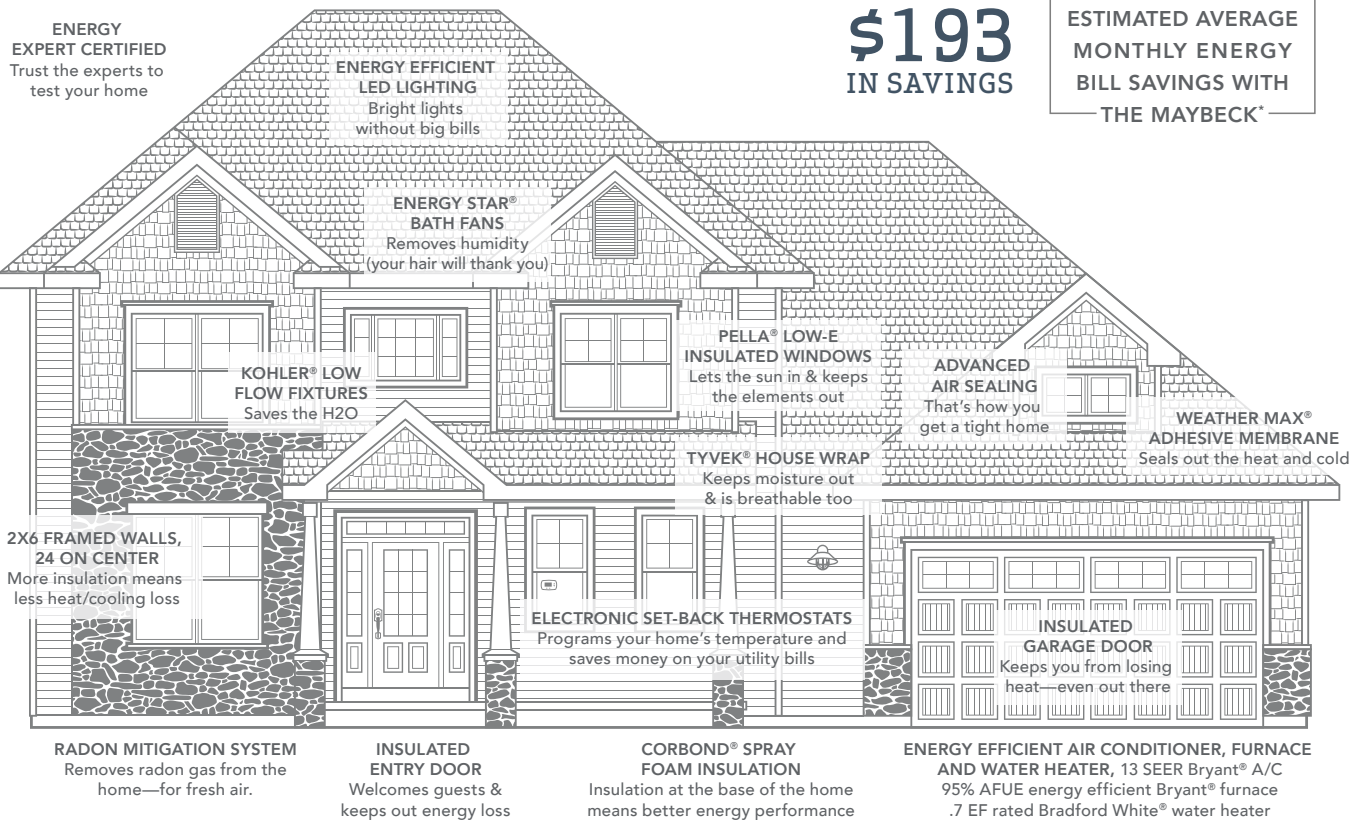 ENERGY
EXPERT CERTIFIED
Trust the experts to
test your home
ENERGY EFFICIENT
LED LIGHTING
Bright lights
without big bills
$193
IN SAVINGS
ESTIMATED AVERAGE
MONTHLY ENERGY
BILL SAVINGS WITH
THE MAYBECK*
ENERGY STAR®
BATH FANS
Removes humidity
(your hair will thank you)
KOHLER® LOW
FLOW FIXTURES
Saves the H2O
PELLA® LOW-E
INSULATED WINDOWS
Lets the sun in & keeps
the elements out
ADVANCED
AIR SEALING
That's how you
get a tight home
WEATHER MAX®
ADHESIVE MEMBRANE
Seals out the heat and cold
TYVEK® HOUSE WRAP
Keeps moisture out
& is breathable too
2X6 FRAMED WALLS,
24 ON CENTER
More insulation means
less heat/cooling loss
ELECTRONIC SET-BACK THERMOSTATS
Programs your home's temperature and
saves money on your utility bills
INSULATED
GARAGE DOOR
Keeps you from losing
heat—even out there
RADON MITIGATION SYSTEM
Removes radon gas from the
home—for fresh air.
INSULATED
ENTRY DOOR
Welcomes guests &
keeps out energy loss
CORBOND® SPRAY
FOAM INSULATION
Insulation at the base of the home
means better energy performance
ENERGY EFFICIENT AIR CONDITIONER, FURNACE
AND WATER HEATER, 13 SEER Bryant® A/C
95% AFUE energy efficient Bryant® furnace
.7 EF rated Bradford White® water heater